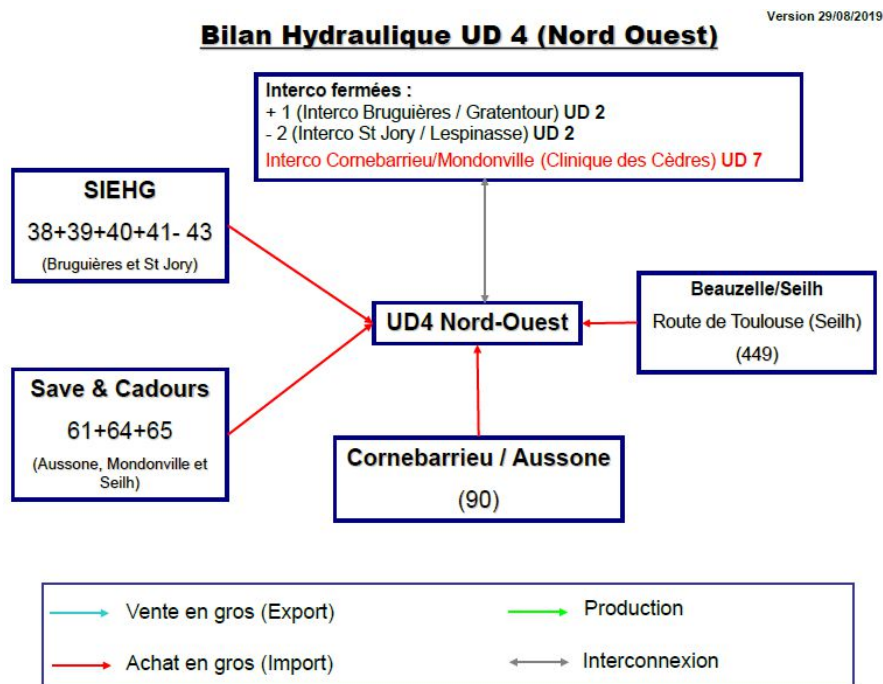 Version 29/08/2019
Bilan Hydraulique UD 4 (Nord Ouest)
Interco fermées :
+ 1 (Interco Bruguières / Gratentour) UD 2
- 2 (Interco St Jory / Lespinasse) UD 2
Interco Cornebarrieu/Mondonville (Clinique des Cèdres) UD 7
SIEHG
38+39+40+41- 43
(Bruguières et St Jory)
UD4 Nord-Ouest
Beauzelle/Seilh
Route de Toulouse (Seilh)
(449)
Save & Cadours
61+64+65
(Aussone, Mondonville et
Seilh)
Cornebarrieu / Aussone
(90)
Vente en gros (Export)
Production
Achat en gros (Import)
Interconnexion